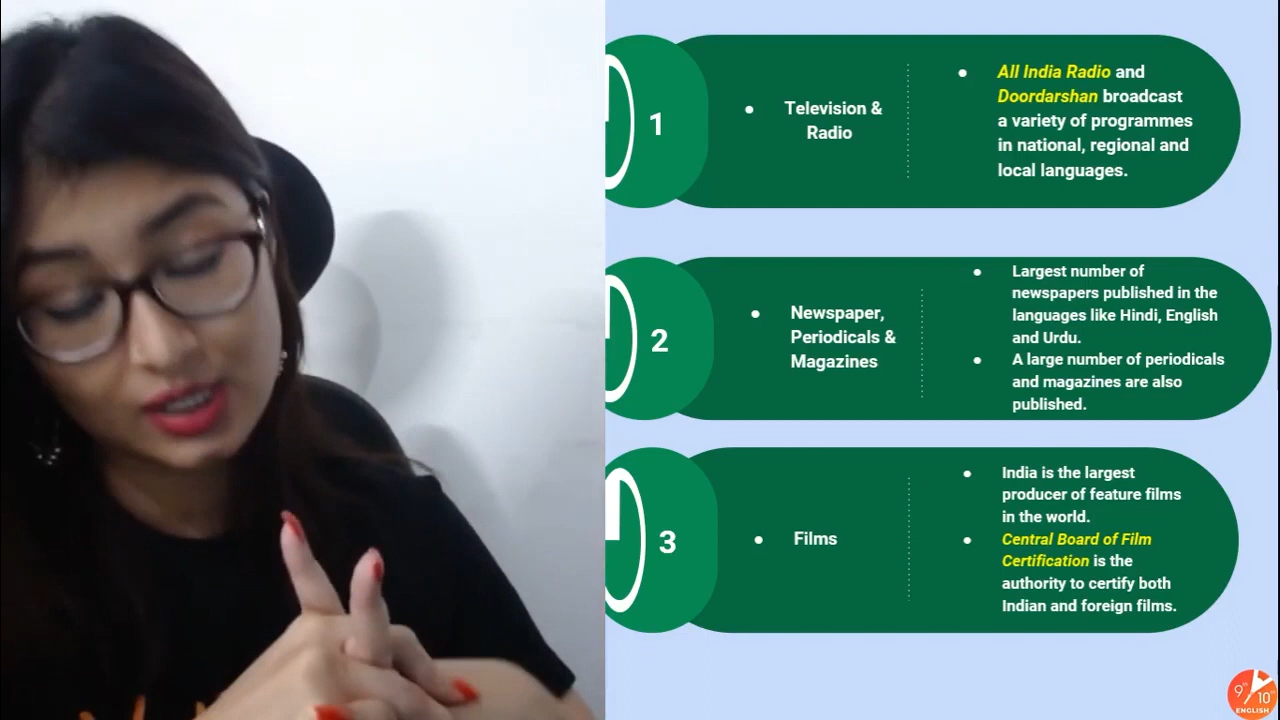 1
• Television &
Radio
• All India Radio and
Doordarshan broadcast
a variety of programmes
in national, regional and
local languages.
2
• Newspaper,
Periodicals &
Magazines
• Largest number of
newspapers published in the
languages like Hindi, English
and Urdu.
• A large number of periodicals
and magazines are also
published.
3
• Films
• India is the largest
producer of feature films
in the world.
• Central Board of Film
Certification is the
authority to certify both
Indian and foreign films.
9th/10th
ENGLISH